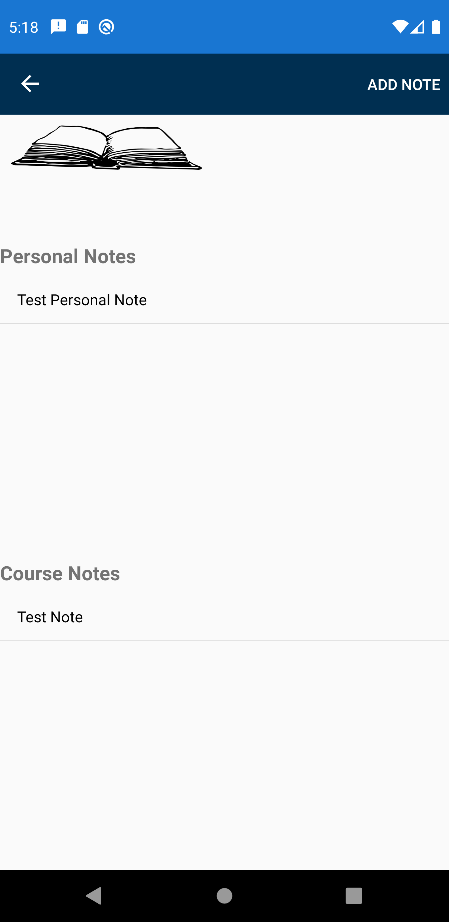 5:18
ADD NOTE
Personal Notes
Test Personal Note
Course Notes
Test Note